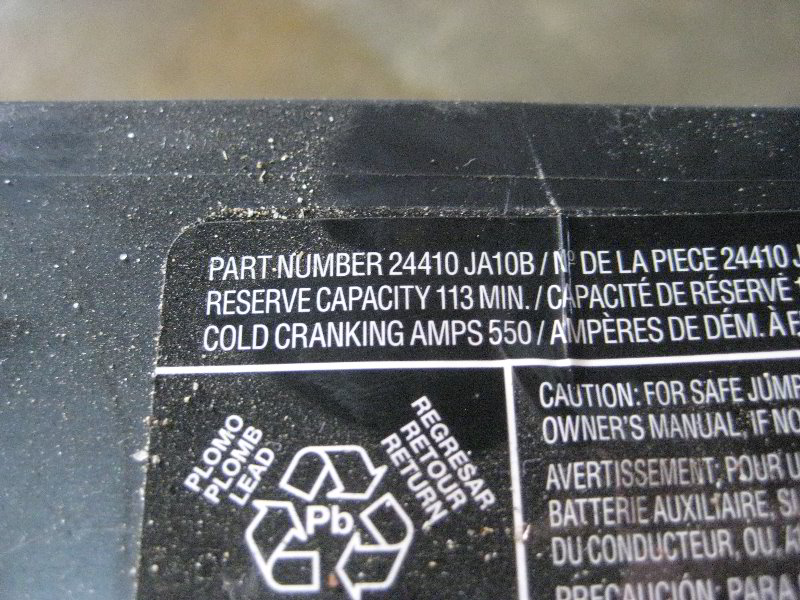 PART NUMBER 24410 JA10B / Nº DE LA PIECE 24410
RESERVE CAPACITY 113 MIN. / CAPACITÉ DE RÉSERVE
COLD CRANKING AMPS 550 / AMPÈRES DE DÉM. À
PLOMO
PLOMB
LEAD
REGRESAR
RETOUR
RETURN
Pb
CAUTION: FOR SAFE
OWNER'S MANUAL, IF
AVERTISSEMENT; POUR
BATTERIE AUXILIAIRE,
DU CONDUCTEUR, OU,
PRECAUCIÓN: PARA